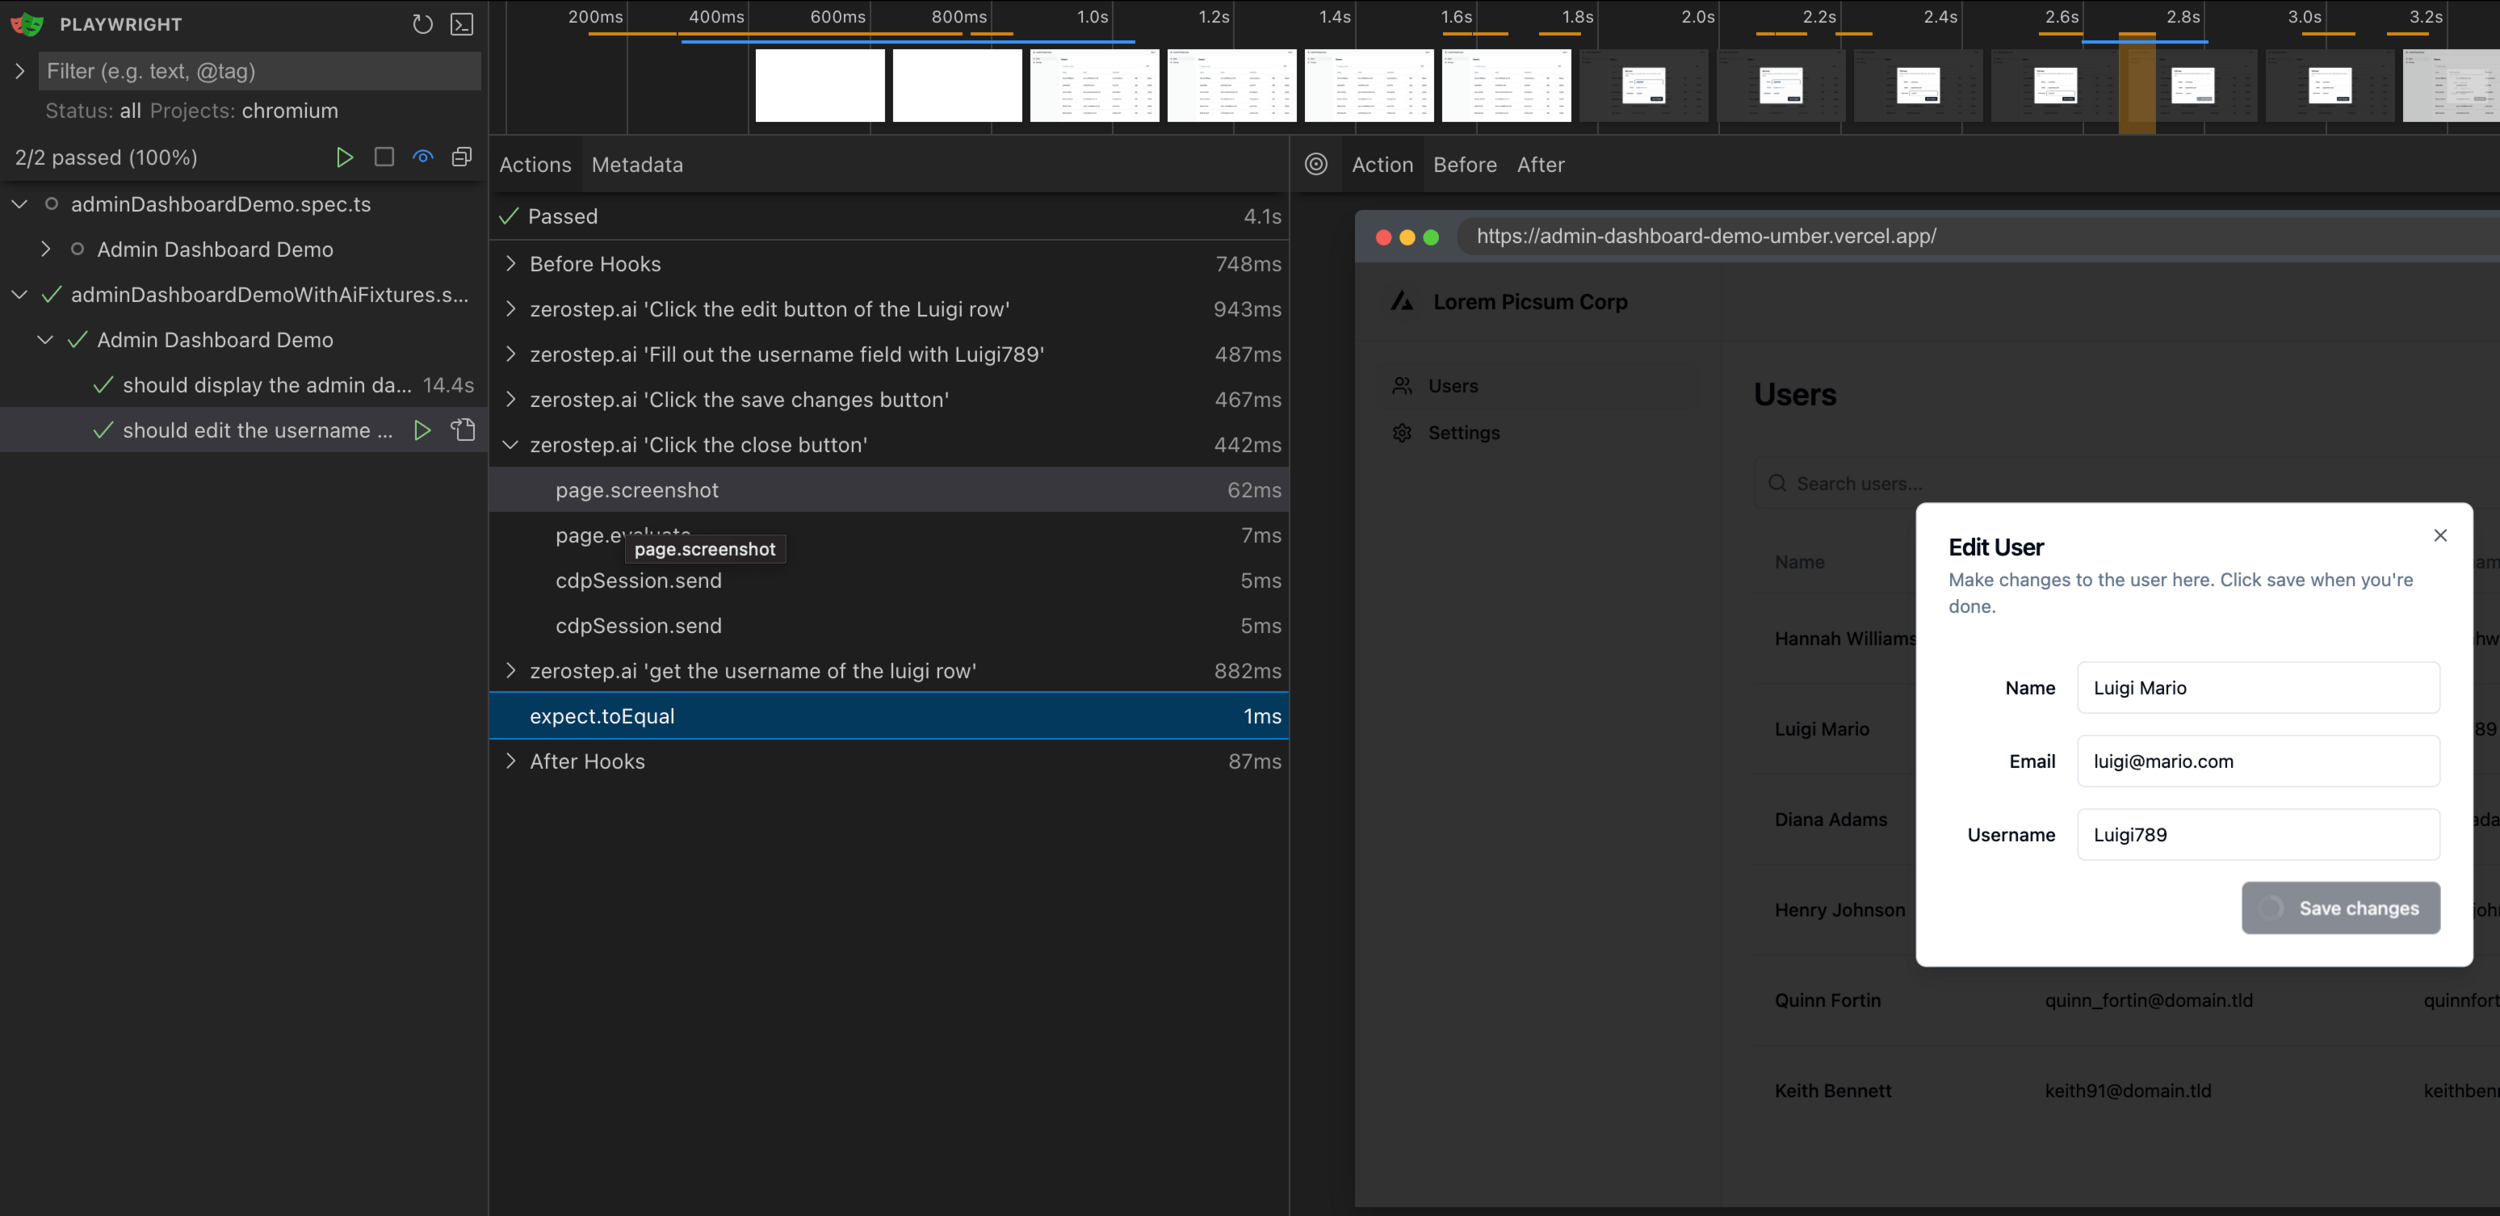 PLAYWRIGHT
Filter (e.g. text, @tag)
Status: all Projects: chromium
2/2 passed (100%)
adminDashboardDemo.spec.ts
Admin Dashboard Demo
adminDashboardDemoWithAiFixtures.s...
Admin Dashboard Demo
should display the admin da... 14.4s
should edit the username ...
200ms 400ms 600ms 800ms 1.0s 1.2s 1.4s 1.6s 1.8s 2.0s 2.2s 2.4s 2.6s 2.8s 3.0s 3.2s
Actions Metadata
Passed 4.1s
Before Hooks 748ms
zerostep.ai 'Click the edit button of the Luigi row' 943ms
zerostep.ai 'Fill out the username field with Luigi789' 487ms
zerostep.ai 'Click the save changes button' 467ms
zerostep.ai 'Click the close button' 442ms
page.screenshot 62ms
page.evaluate 7ms
page.screenshot
cdpSession.send 5ms
cdpSession.send 5ms
zerostep.ai 'get the username of the luigi row' 882ms
expect.toEqual 1ms
After Hooks 87ms
Action Before After
https://admin-dashboard-demo-umber.vercel.app/
Lorem Picsum Corp
Users
Settings
Users
Search users...
Name
Hannah Williams
Luigi Mario
Diana Adams
Henry Johnson
Quinn Fortin quinn_fortin@domain.tld quinnfort
Keith Bennett keith91@domain.tld keithben
Edit User
Make changes to the user here. Click save when you're
done.
Name Luigi Mario
Email luigi@mario.com
Username Luigi789
Save changes